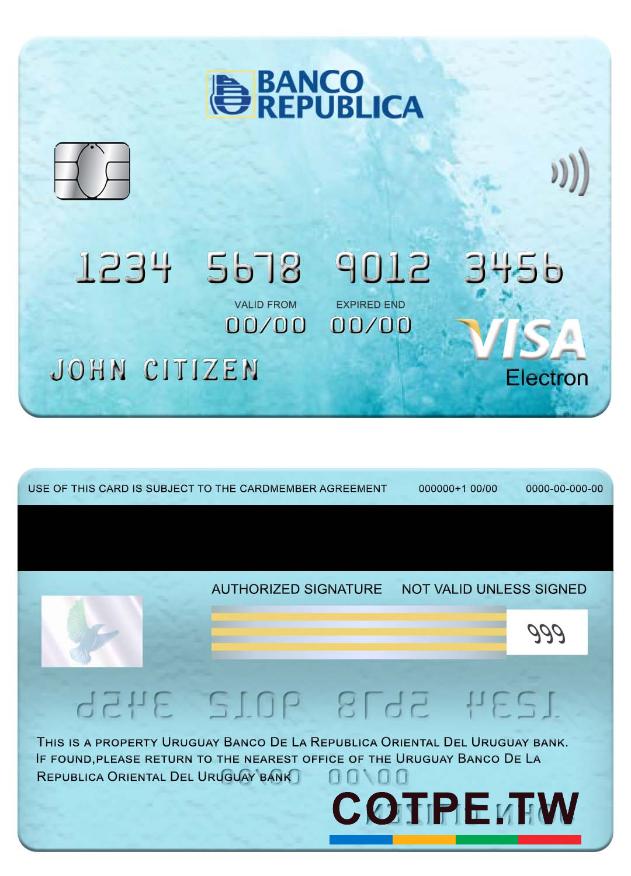 BANCO
REPUBLICA
1234 5678 9012 3456
VALID FROM EXPIRED END
00/00 00/00
VISA
JOHN CITIZEN
Electron
USE OF THIS CARD IS SUBJECT TO THE CARDMEMBER AGREEMENT 000000+1 00/00 0000-00-000-00
AUTHORIZED SIGNATURE NOT VALID UNLESS SIGNED
999
THIS IS A PROPERTY URUGUAY BANCO DE LA REPUBLICA ORIENTAL DEL URUGUAY BANK.
IF FOUND,PLEASE RETURN TO THE NEAREST OFFICE OF THE URUGUAY BANCO DE LA
REPUBLICA ORIENTAL DEL URUGUAY BANK
COTPE.TW